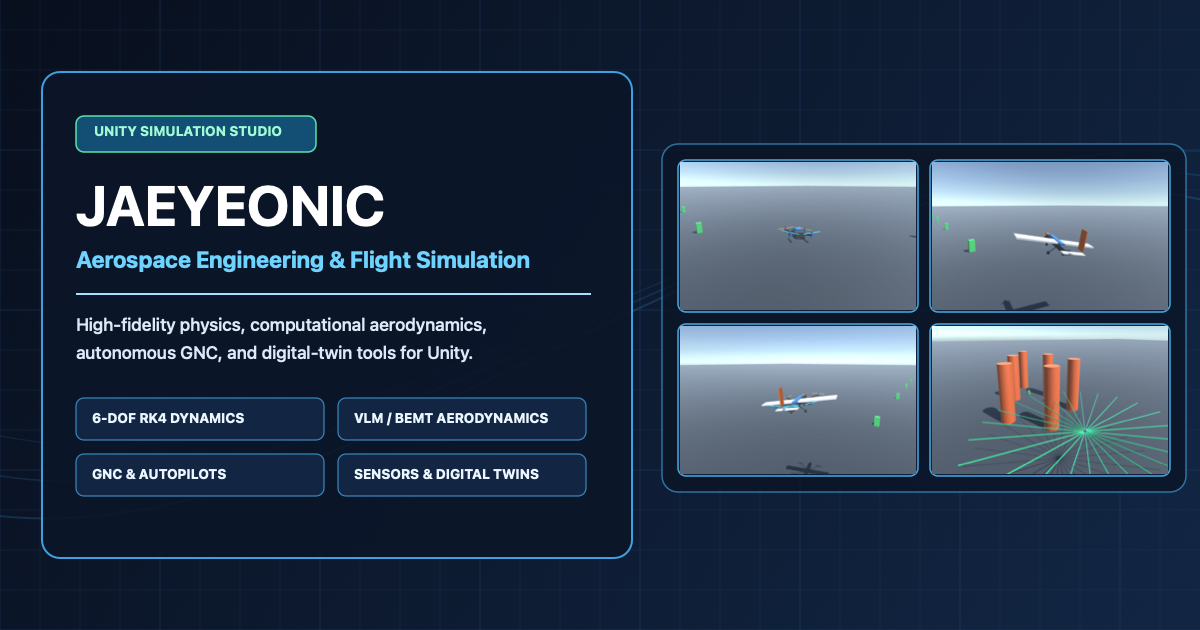 UNITY SIMULATION STUDIO
JAEYEONIC
Aerospace Engineering & Flight Simulation
High-fidelity physics, computational aerodynamics,
autonomous GNC, and digital-twin tools for Unity.
6-DOF RK4 DYNAMICS
VLM / BEMT AERODYNAMICS
GNC & AUTOPILOTS
SENSORS & DIGITAL TWINS